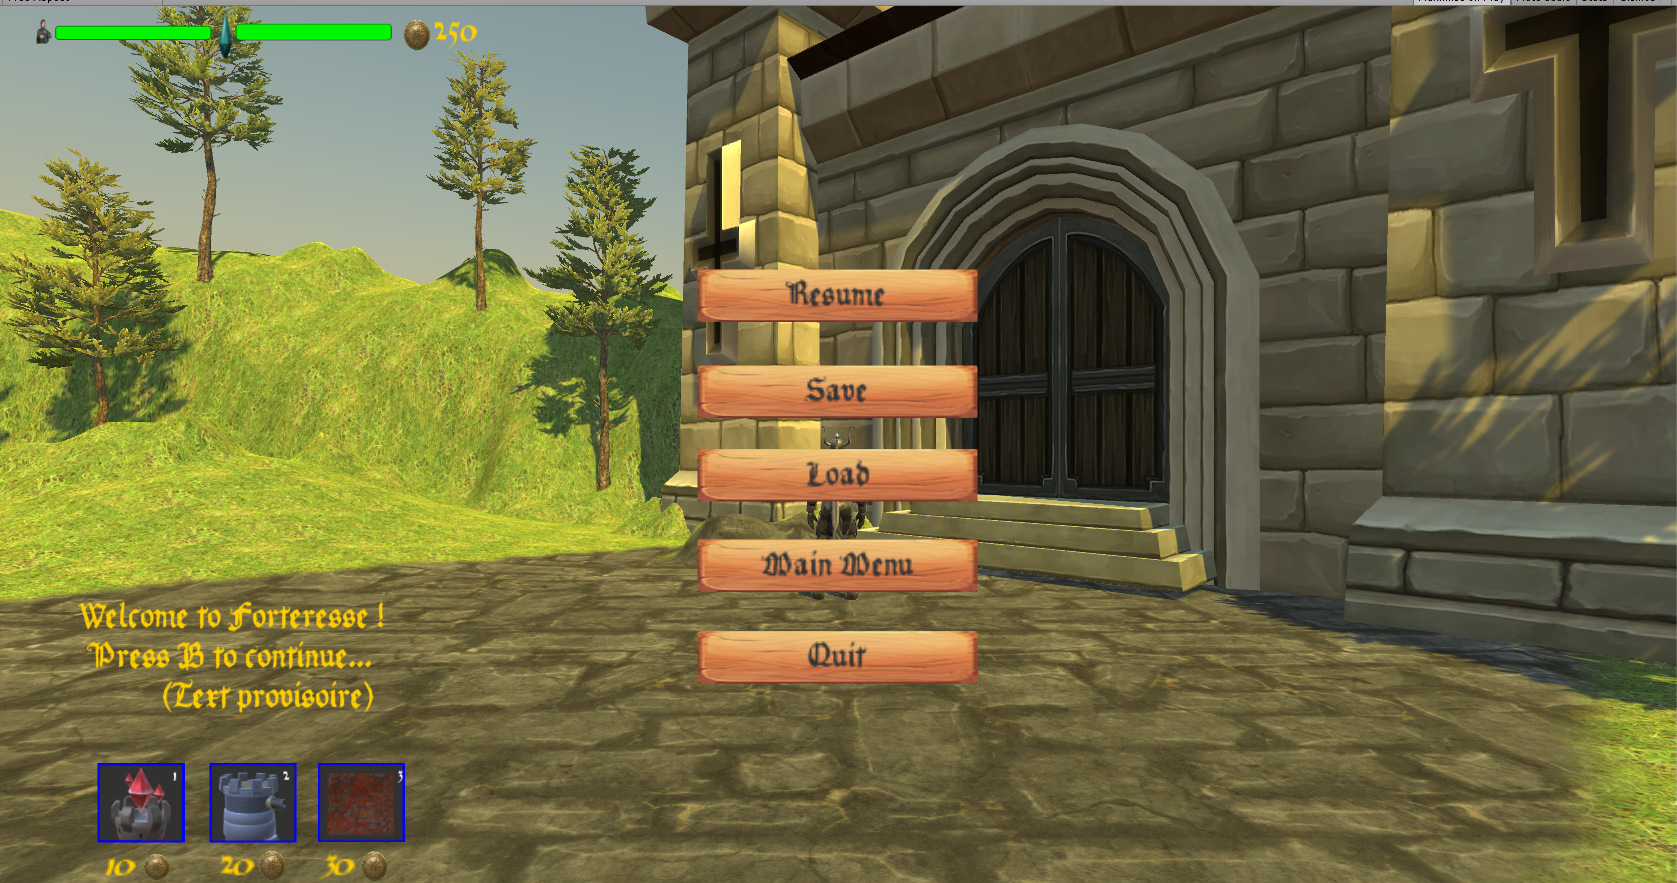 250
Resume
Save
Load
Main Menu
Quit
Welcome to Forteresse !
Press B to continue...
(Text provisoire)
1
2
3
10
20
30